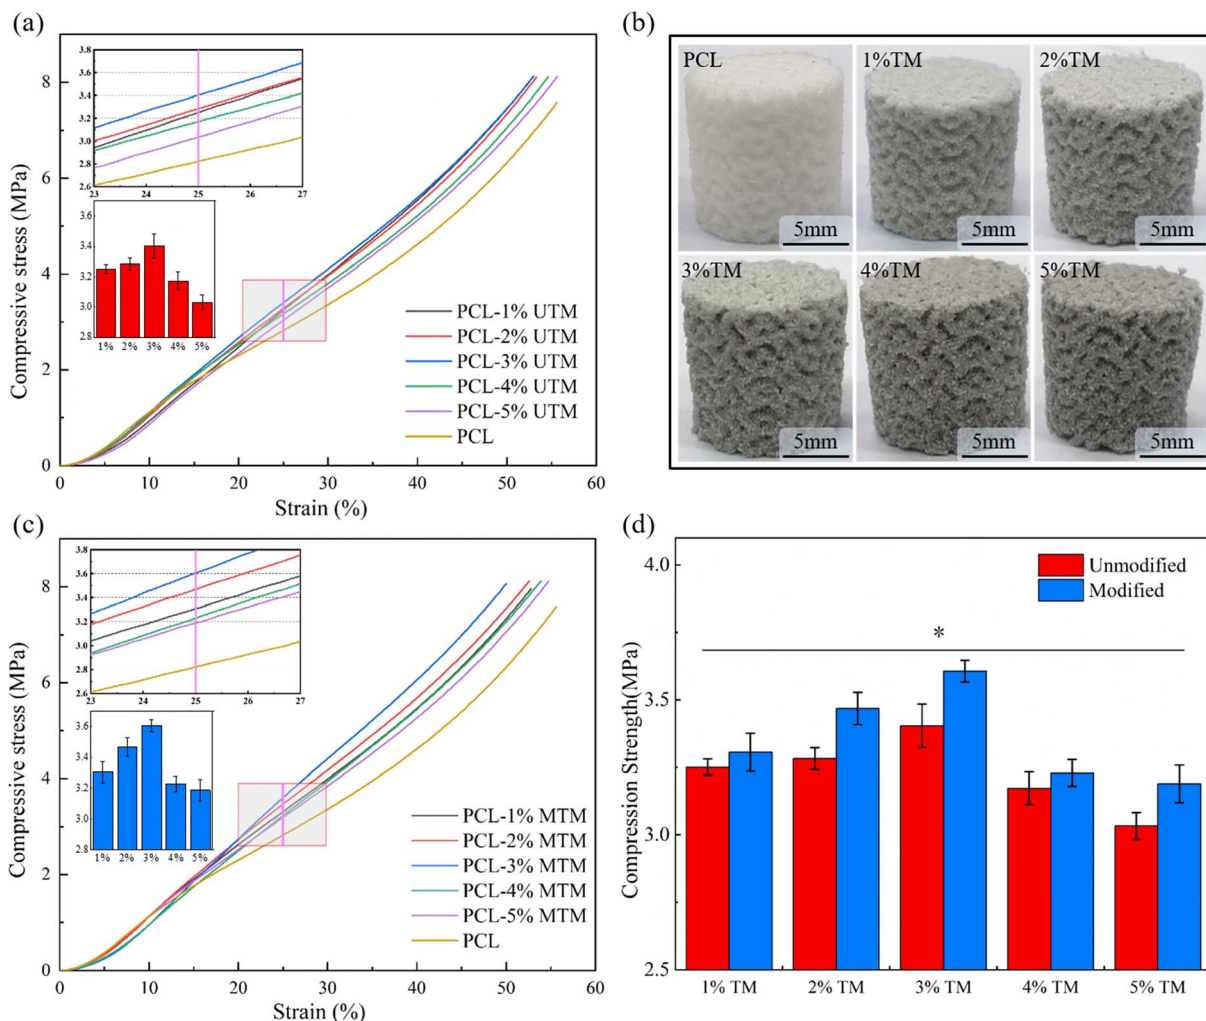 (a)
Compressive stress (MPa)
8
6
4
2
0
0 10 20 30 40 50 60
Strain (%)
3.8
3.6
3.4
3.2
3.0
2.8
2.6
23 24 25 26 27
3.6
3.4
3.2
3.0
2.8
1% 2% 3% 4% 5%
PCL-1% UTM
PCL-2% UTM
PCL-3% UTM
PCL-4% UTM
PCL-5% UTM
PCL
(b)
PCL 1%TM 2%TM
5mm 5mm 5mm
3%TM 4%TM 5%TM
5mm 5mm 5mm
(c)
Compressive stress (MPa)
8
6
4
2
0
0 10 20 30 40 50 60
Strain (%)
3.8
3.6
3.4
3.2
3.0
2.8
2.6
23 24 25 26 27
3.6
3.4
3.2
3.0
2.8
1% 2% 3% 4% 5%
PCL-1% MTM
PCL-2% MTM
PCL-3% MTM
PCL-4% MTM
PCL-5% MTM
PCL
(d)
Compression Strength(MPa)
4.0
3.5
3.0
2.5
Unmodified
Modified
*
1% TM 2% TM 3% TM 4% TM 5% TM